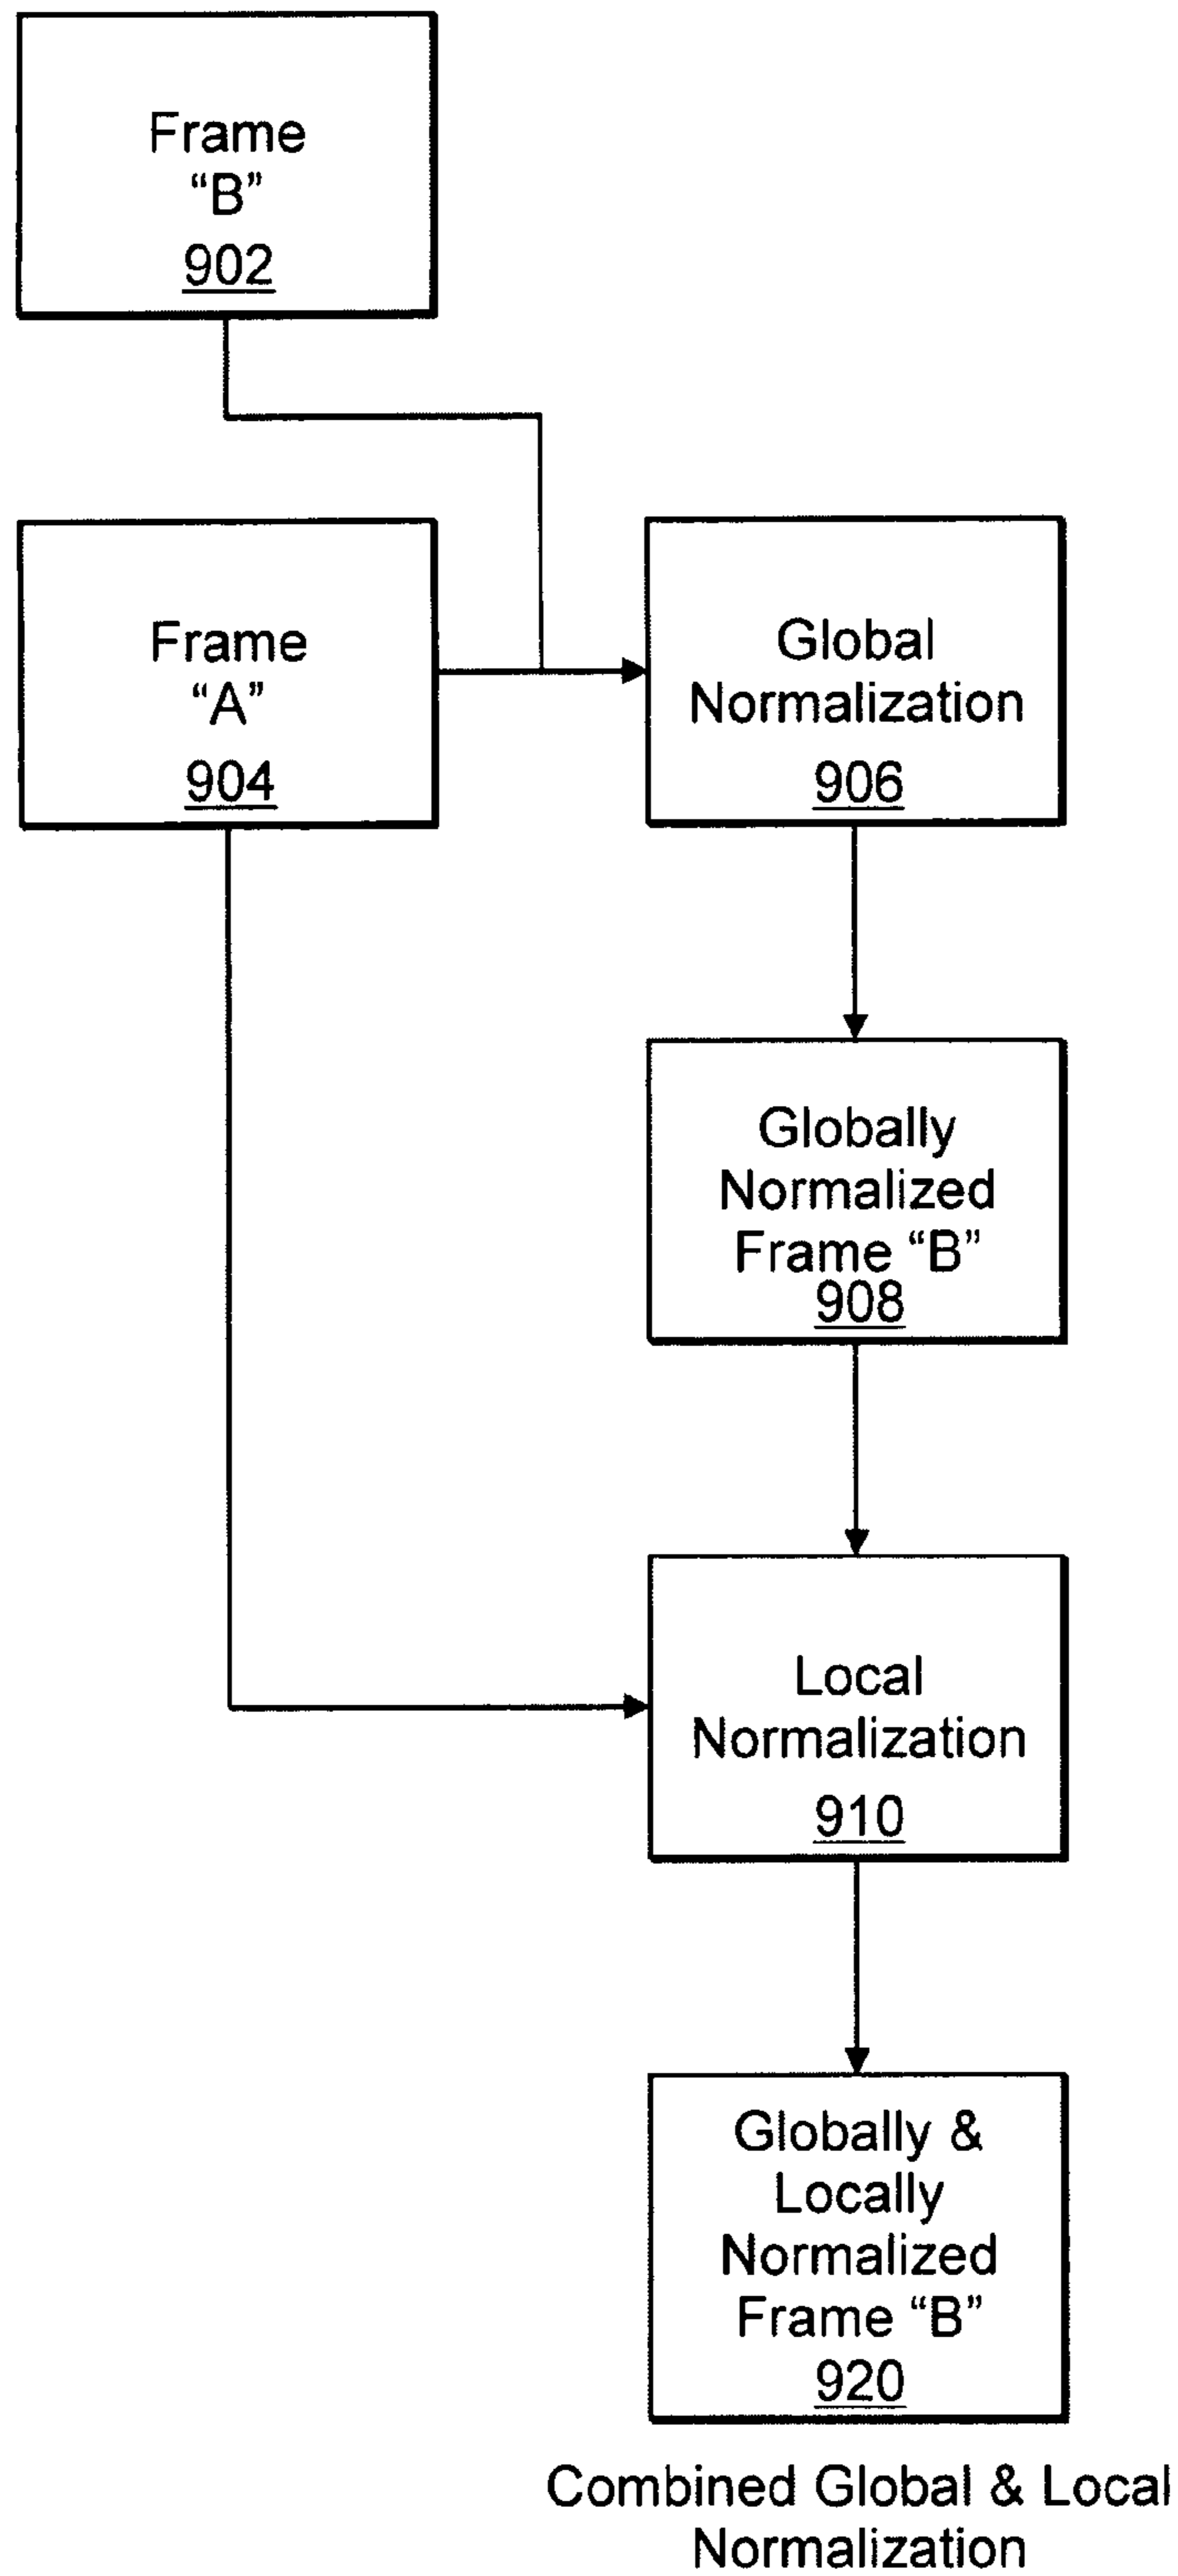 Frame
“B”
902
Frame
“A”
904
Global
Normalization
906
Globally
Normalized
Frame “B”
908
Local
Normalization
910
Globally &
Locally
Normalized
Frame “B”
920
Combined Global & Local
Normalization